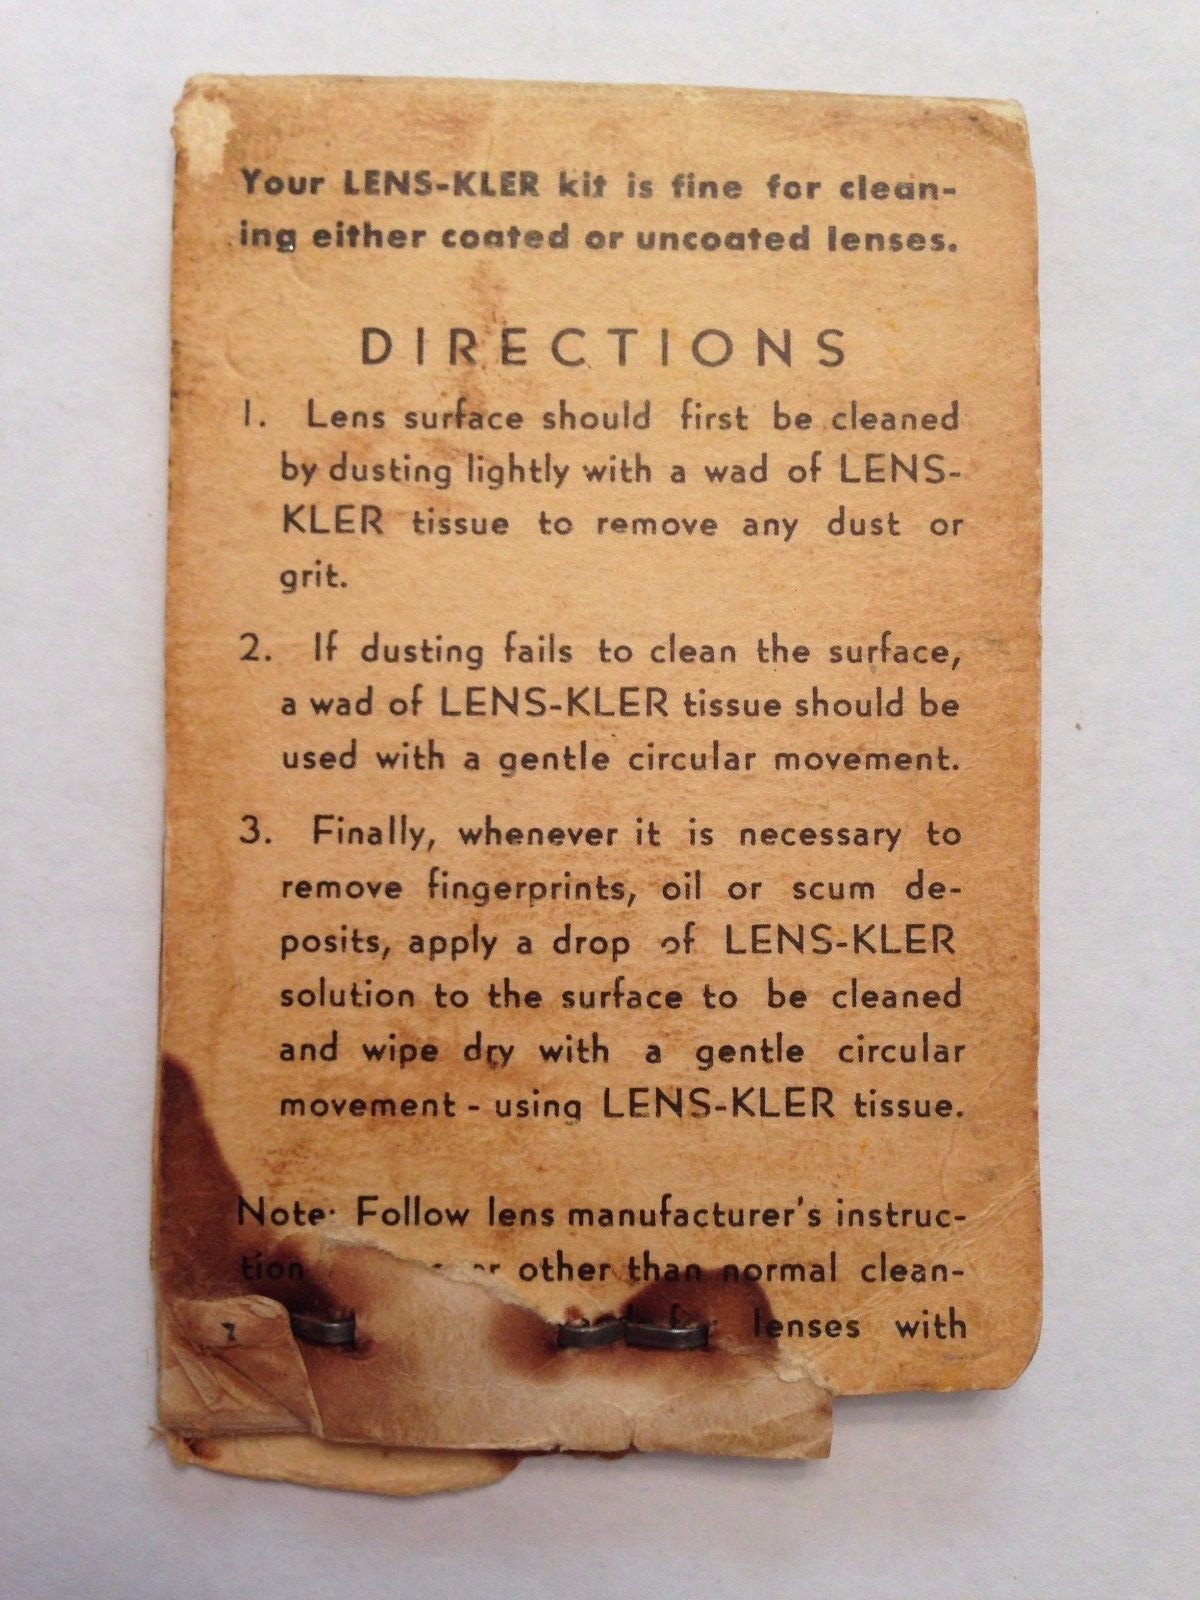 Your LENS-KLER kit is fine for clean-
ing either coated or uncoated lenses.
DIRECTIONS
1. Lens surface should first be cleaned
by dusting lightly with a wad of LENS-
KLER tissue to remove any dust or
grit.
2. If dusting fails to clean the surface,
a wad of LENS-KLER tissue should be
used with a gentle circular movement.
3. Finally, whenever it is necessary to
remove fingerprints, oil or scum de-
posits, apply a drop of LENS-KLER
solution to the surface to be cleaned
and wipe dry with a gentle circular
movement - using LENS-KLER tissue.
Note: Follow lens manufacturer's instruc-
tion other than normal clean-
lenses with